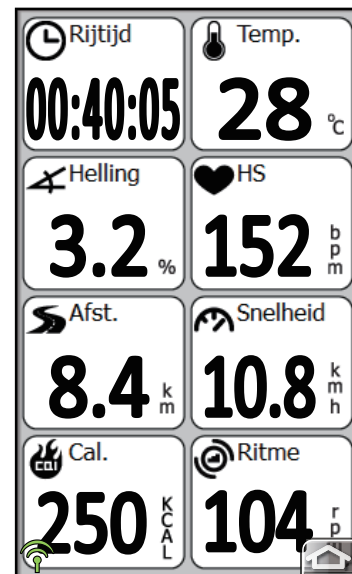 Rijtijd
00:40:05
Temp.
28 °C
Helling
3.2 %
HS
152 bpm
Afst.
8.4 km
Snelheid
10.8 kmh
Cal.
250 KCAL
Ritme
104 rp